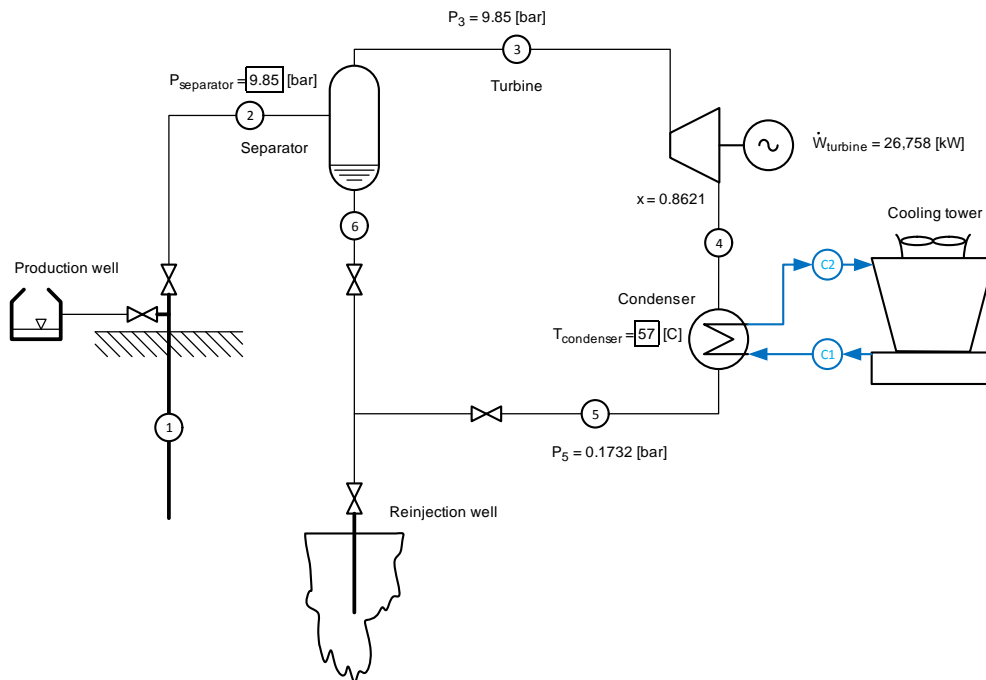 P3 = 9.85 [bar]
3
Turbine
Pseparator = 9.85 [bar]
2
Separator
Ẇturbine = 26,758 [kW]
x = 0.8621
6
4
Cooling tower
Production well
C2
Condenser
Tcondenser = 57 [C]
C1
1
5
P5 = 0.1732 [bar]
Reinjection well